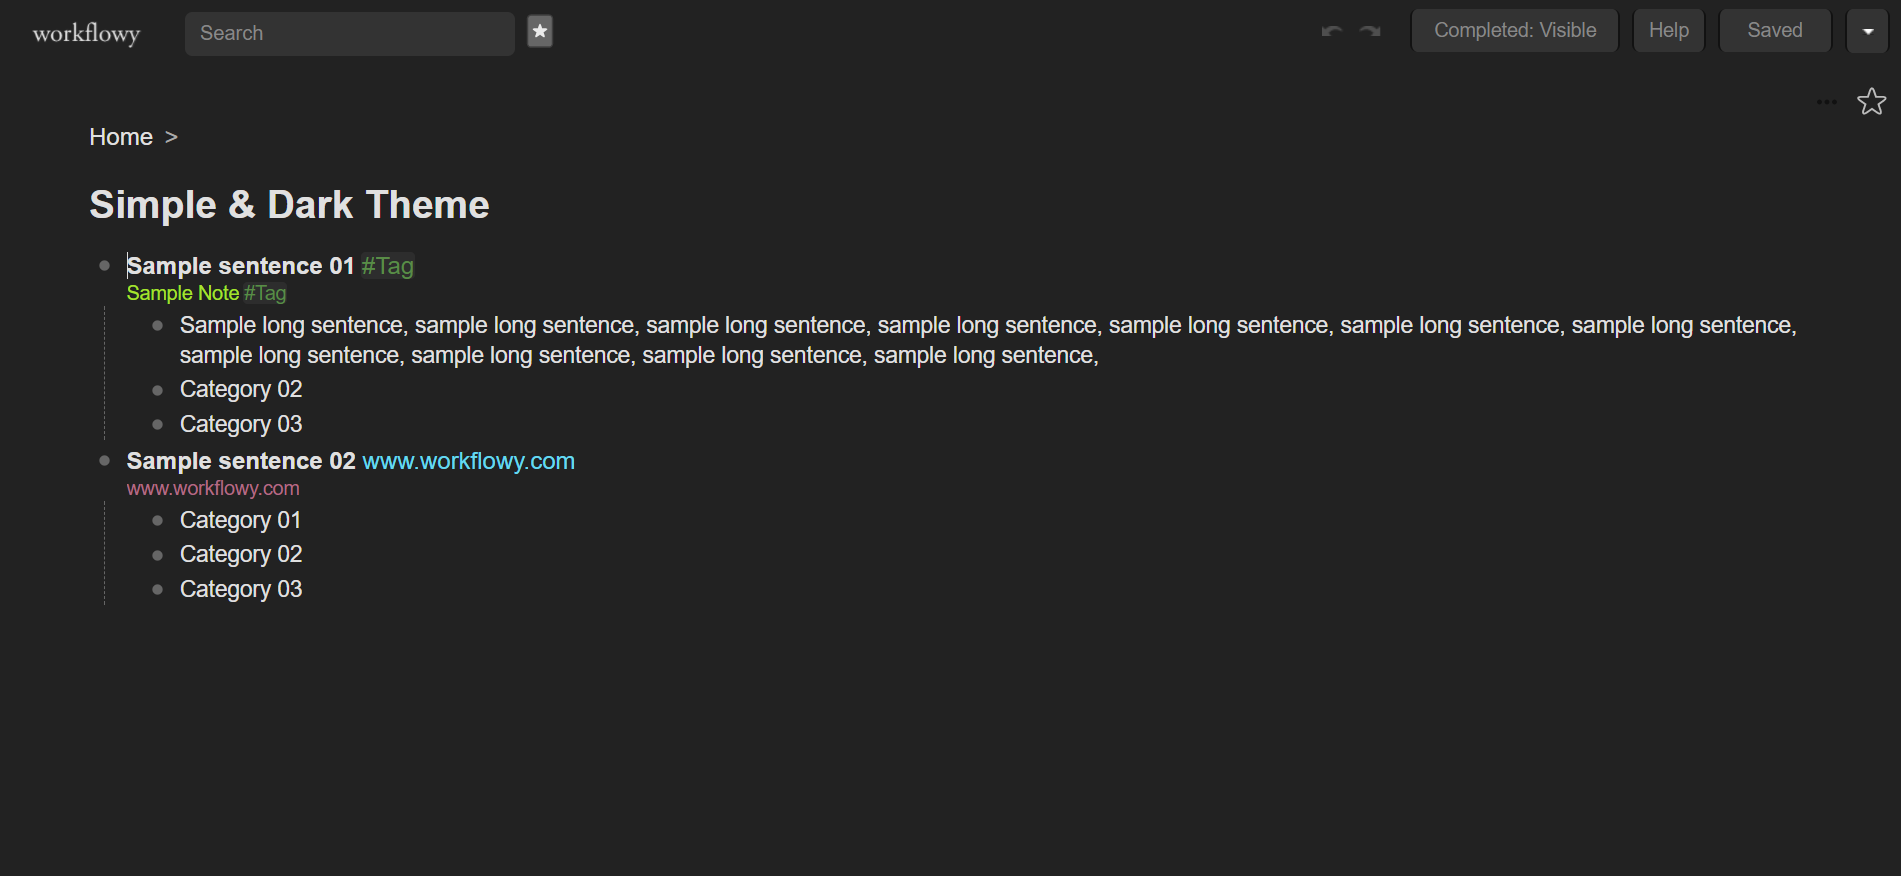 workflowy
Search
Completed: Visible
Help
Saved
Home >
Simple & Dark Theme
Sample sentence 01 #Tag
Sample Note #Tag
Sample long sentence, sample long sentence, sample long sentence, sample long sentence, sample long sentence, sample long sentence, sample long sentence,
sample long sentence, sample long sentence, sample long sentence, sample long sentence,
Category 02
Category 03
Sample sentence 02 www.workflowy.com
www.workflowy.com
Category 01
Category 02
Category 03